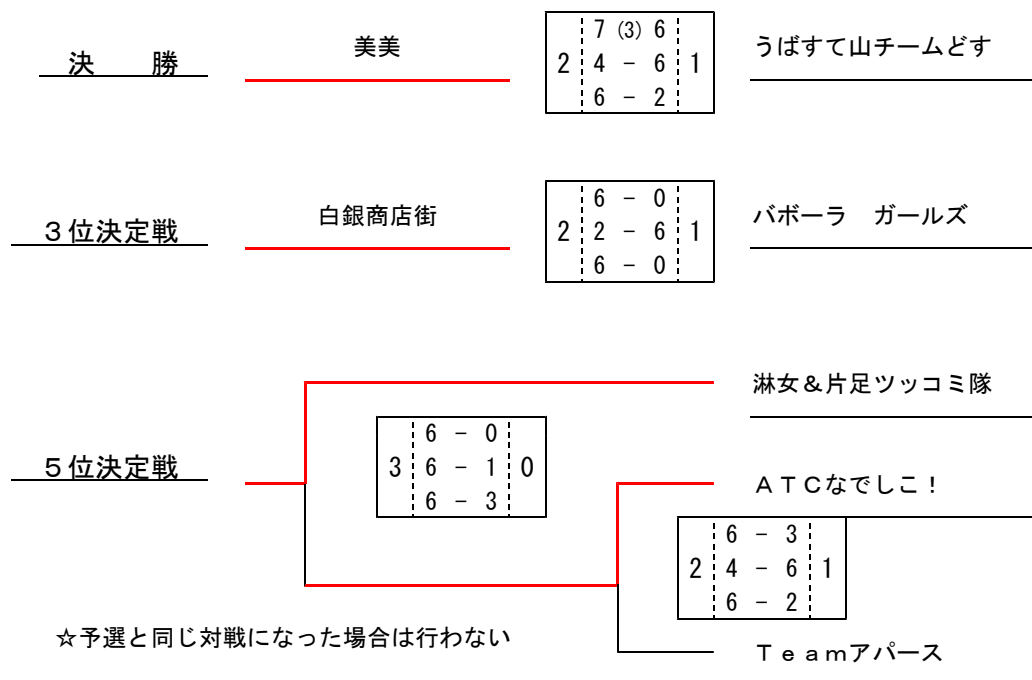 決　勝
美美
7 (3) 6
2 4 － 6 1
6 － 2
うばすて山チームどす
３位決定戦
白銀商店街
6 － 0
2 2 － 6 1
6 － 0
バボーラ　ガールズ
淋女＆片足ツッコミ隊
５位決定戦
6 － 0
3 6 － 1 0
6 － 3
ＡＴＣなでしこ！
6 － 3
2 4 － 6 1
6 － 2
☆予選と同じ対戦になった場合は行わない
Ｔｅａｍアパース